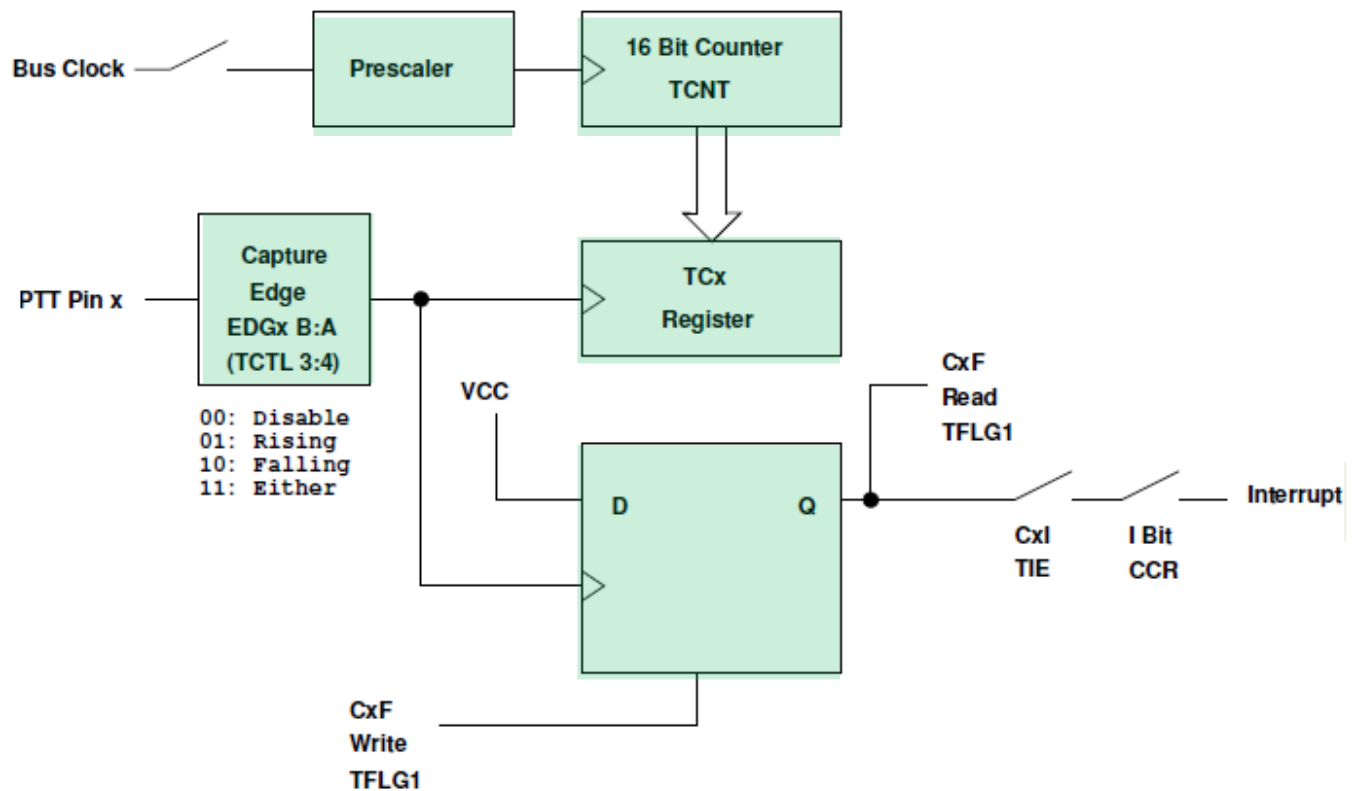 Bus Clock
Prescaler
16 Bit Counter
TCNT
PTT Pin x
Capture
Edge
EDGx B:A
(TCTL 3:4)
00: Disable
01: Rising
10: Falling
11: Either
TCx
Register
VCC
D
Q
CxF
Read
TFLG1
CxI
TIE
I Bit
CCR
Interrupt
CxF
Write
TFLG1